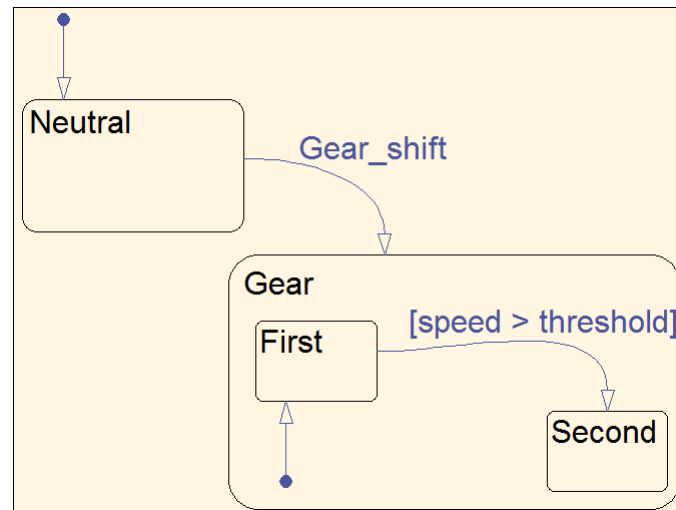 Neutral
Gear_shift
Gear
[speed > threshold]
First
Second